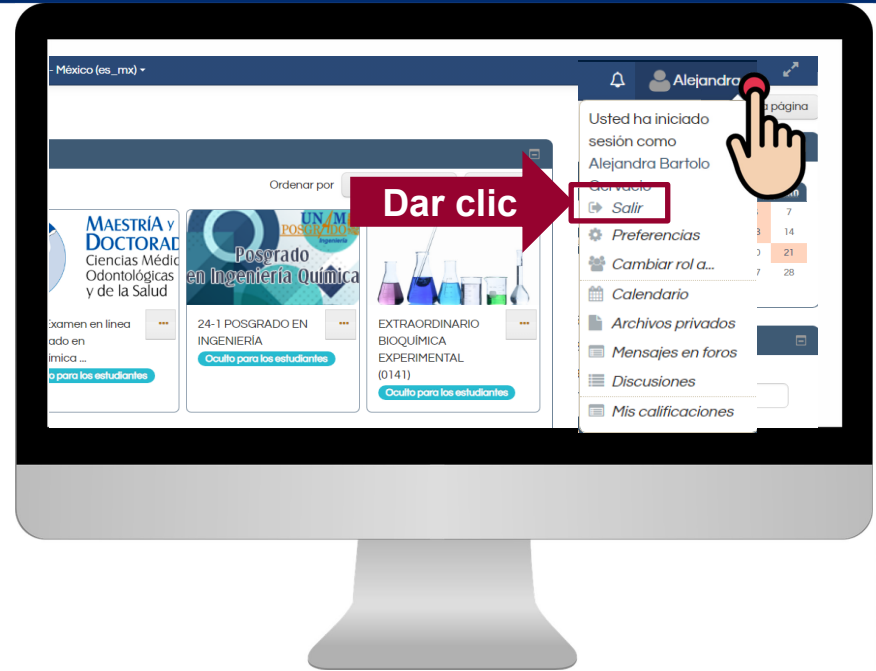 - México (es_mx)
Alejandra
página
Usted ha iniciado
sesión como
Alejandra Bartolo
Gervacio
Salir
Preferencias
Cambiar rol a...
Calendario
Archivos privados
Mensajes en foros
Discusiones
Mis calificaciones
Dar clic
Ordenar por
7
14
21
28
MAESTRÍA Y
DOCTORAD
Ciencias Médic
Odontológicas
y de la Salud
Examen en linea
ado en
ímica ...
o para los estudiantes
UNAM
POSGRADO
Ingeniería
Posgrado
en Ingeniería Química
24-1 POSGRADO EN
INGENIERÍA
Oculto para los estudiantes
EXTRAORDINARIO
BIOQUÍMICA
EXPERIMENTAL
(0141)
Oculto para los estudiantes